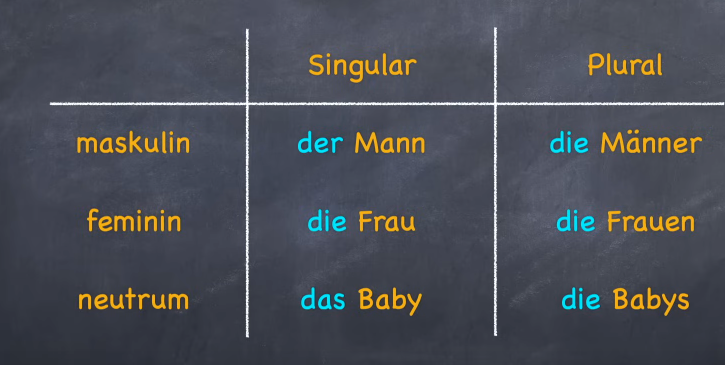 Singular Plural
maskulin der Mann die Männer
feminin die Frau die Frauen
neutrum das Baby die Babys